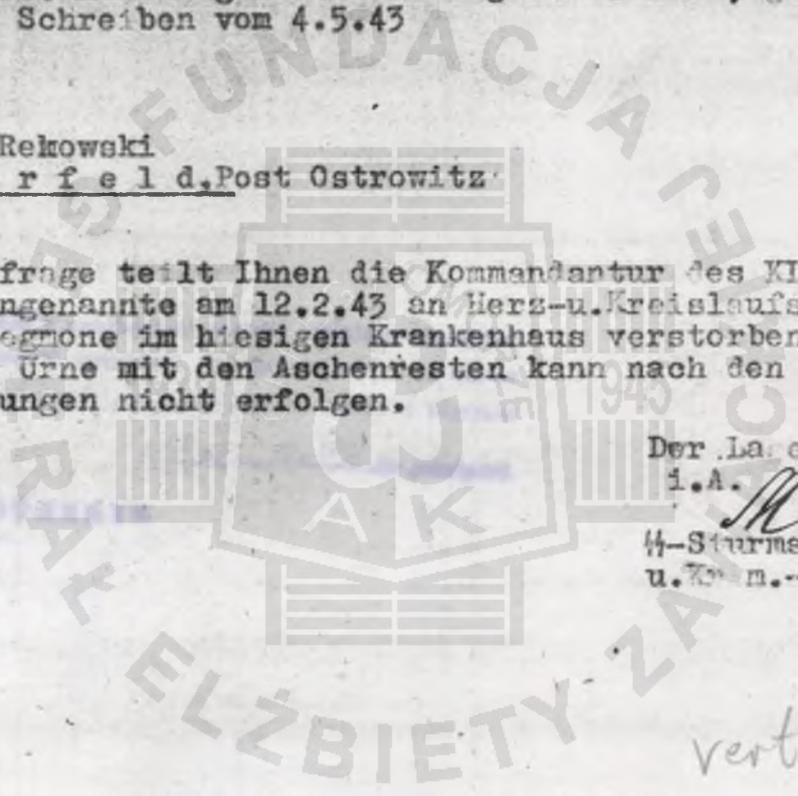 Schreiben vom 4.5.43
Rekowski
r f e l d,Post Ostrowitz
frage teilt Ihnen die Kommandantur des Kl
ngenannte am 12.2.43 an Herz-u.Kreislaufs
egmone im hiesigen Krankenhaus verstorben
Urne mit den Aschenresten kann nach den
ungen nicht erfolgen.
Der La
i.A.
SS-Sturms
u.
vert
FUNDACJA GENERAŁ ELŻBIETY ZAWACKIEJ
1945
AK